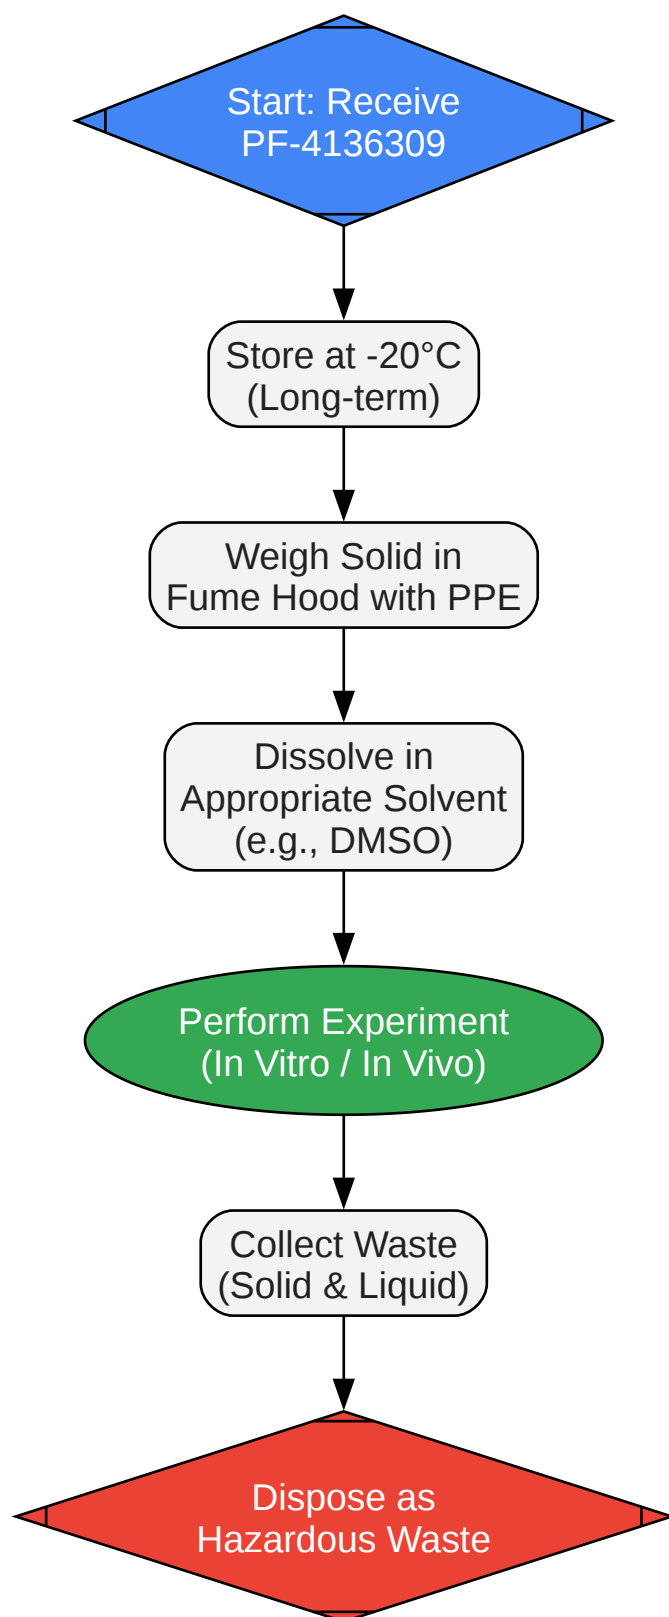 Start: Receive
PF-4136309
Store at -20°C
(Long-term)
Weigh Solid in
Fume Hood with PPE
Dissolve in
Appropriate Solvent
(e.g., DMSO)
Perform Experiment
(In Vitro / In Vivo)
Collect Waste
(Solid & Liquid)
Dispose as
Hazardous Waste